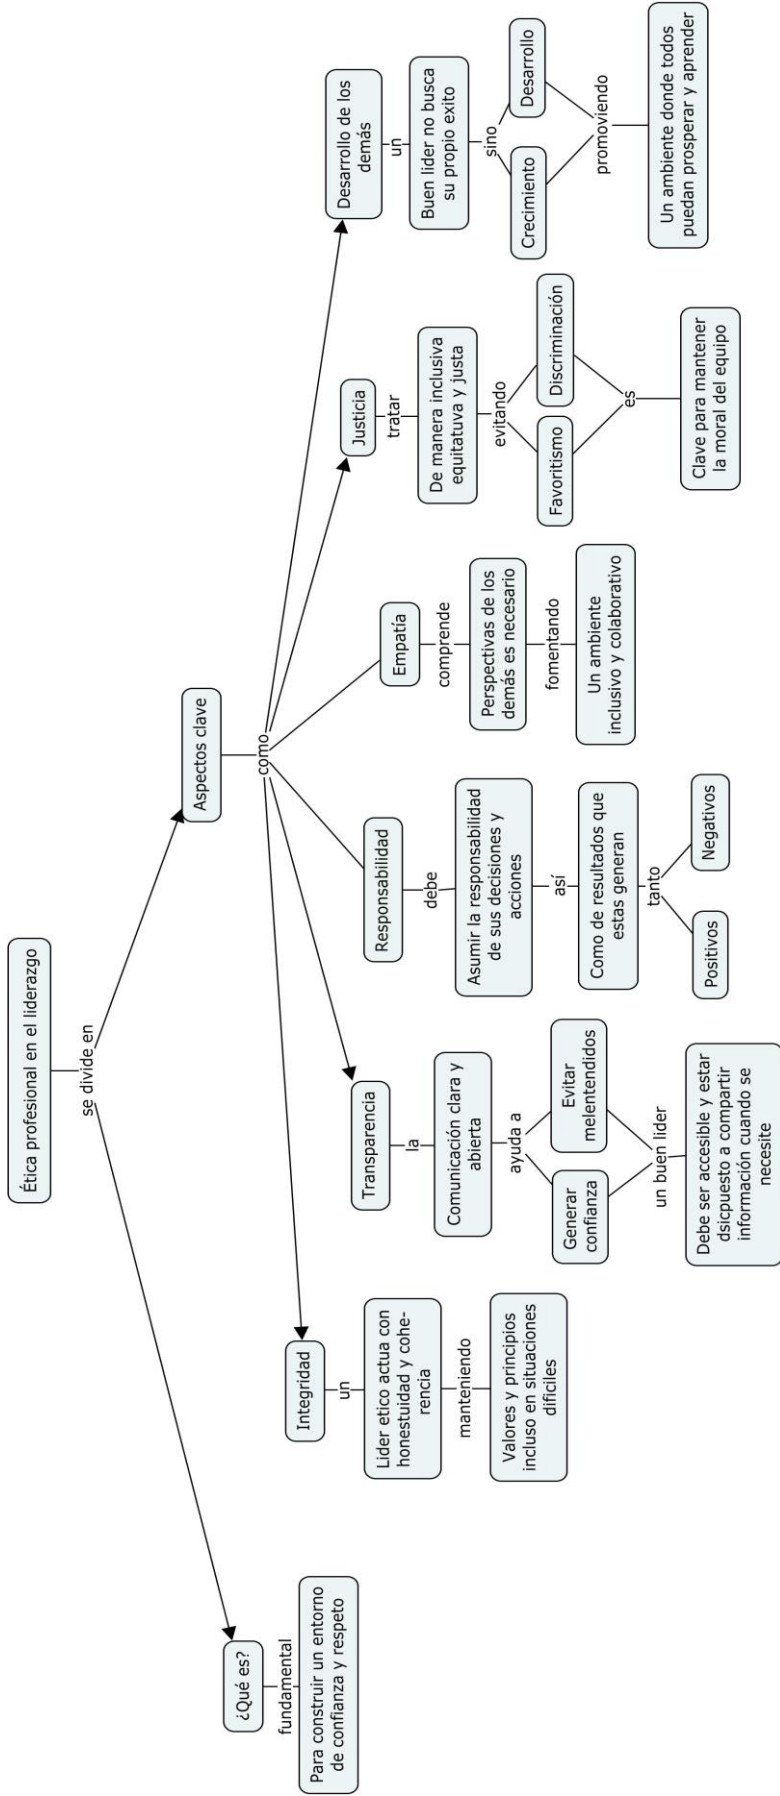 Ética profesional en el liderazgo
se divide en
¿Qué es?
fundamental
Para construir un entorno
de confianza y respeto
Aspectos clave
como
Integridad
un
Lider etico actua con
honestuidad y cohe-
rencia
manteniendo
Valores y principios
incluso en situaciones
dificiles
Transparencia
la
Comunicación clara y
abierta
ayuda a
Generar
confianza
Evitar
melentendidos
un buen lider
Debe ser accesible y estar
dsicpuesto a compartir
información cuando se
necesite
Responsabilidad
debe
Asumir la responsabilidad
de sus decisiones y
acciones
así
Como de resultados que
estas generan
tanto
Positivos
Negativos
Empatía
comprende
Perspectivas de los
demás es necesario
fomentando
Un ambiente
inclusivo y colaborativo
Justicia
tratar
De manera inclusiva
equitatuva y justa
evitando
Favoritismo
Discriminación
es
Clave para mantener
la moral del equipo
Desarrollo de los
demás
un
Buen lider no busca
su propio exito
sino
Crecimiento
Desarrollo
promoviendo
Un ambiente donde todos
puedan prosperar y aprender